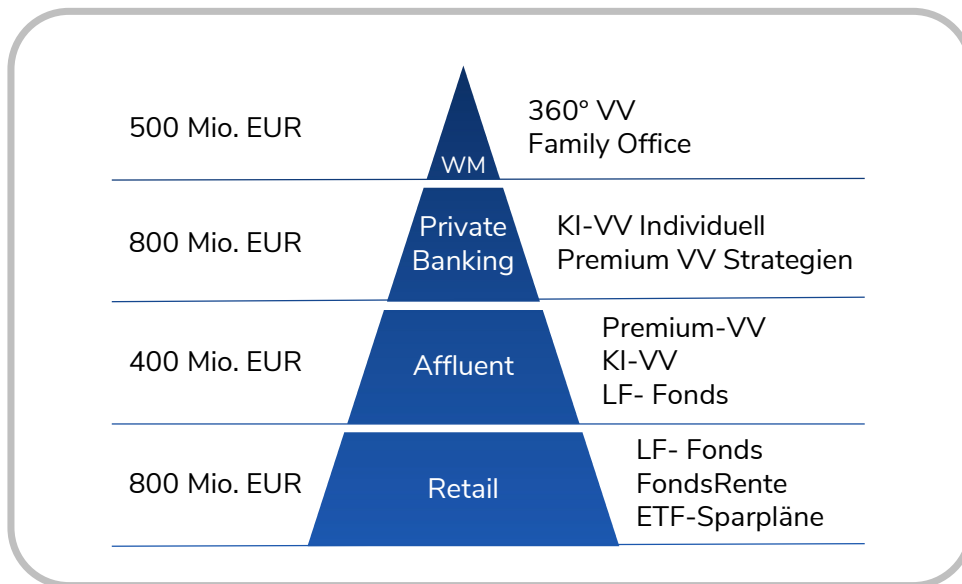 500 Mio. EUR
WM
360° VV
Family Office
800 Mio. EUR
Private
Banking
KI-VV Individuell
Premium VV Strategien
400 Mio. EUR
Affluent
Premium-VV
KI-VV
LF- Fonds
800 Mio. EUR
Retail
LF- Fonds
FondsRente
ETF-Sparpläne